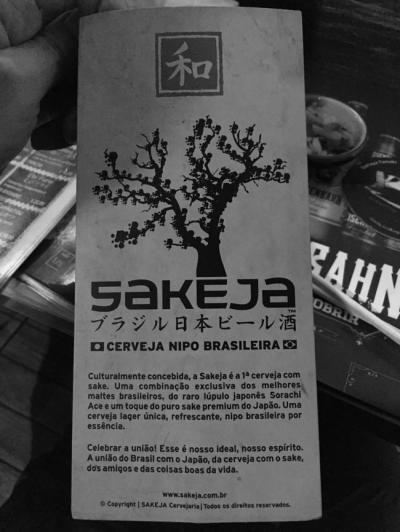 和
SAKEJA™
ブラジル日本ビール酒
CERVEJA NIPO BRASILEIRA
Culturalmente concebida, a Sakeja é a 1ª cerveja com
sake. Uma combinação exclusiva dos melhores
maltes brasileiros, do raro lúpulo japonês Sorachi
Ace e um toque do puro sake premium do Japão. Uma
cerveja lager única, refrescante, nipo brasileira por
essência.
Celebrar a união! Esse é nosso ideal, nosso espírito.
A união do Brasil com o Japão, da cerveja com o sake,
dos amigos e das coisas boas da vida.
www.sakeja.com.br
© Copyright | SAKEJA Cervejaria | Todos os direitos reservados.
BAHN
OBRIR